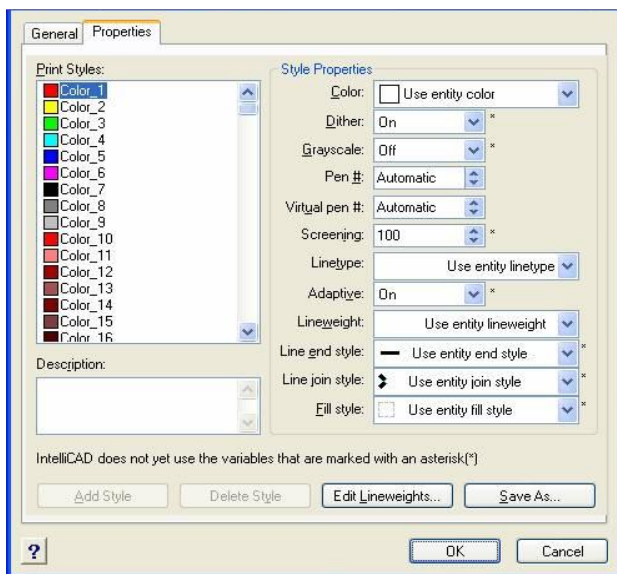 General Properties
Print Styles:
Color_1
Color_2
Color_3
Color_4
Color_5
Color_6
Color_7
Color_8
Color_9
Color_10
Color_11
Color_12
Color_13
Color_14
Color_15
Color_16
Description:
Style Properties
Color: Use entity color
Dither: On *
Grayscale: Off *
Pen #: Automatic
Virtual pen #: Automatic
Screening: 100 *
Linetype: Use entity linetype
Adaptive: On *
Lineweight: Use entity lineweight
Line end style: Use entity end style *
Line join style: Use entity join style *
Fill style: Use entity fill style *
IntelliCAD does not yet use the variables that are marked with an asterisk(*)
Add Style Delete Style Edit Lineweights... Save As...
? OK Cancel